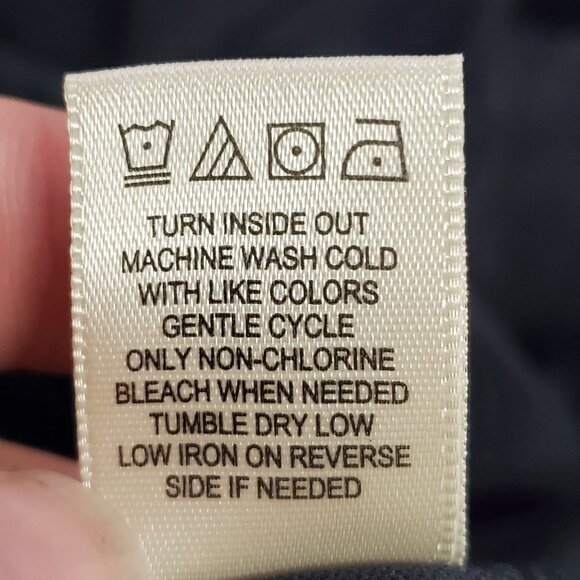 TURN INSIDE OUT
MACHINE WASH COLD
WITH LIKE COLORS
GENTLE CYCLE
ONLY NON-CHLORINE
BLEACH WHEN NEEDED
TUMBLE DRY LOW
LOW IRON ON REVERSE
SIDE IF NEEDED